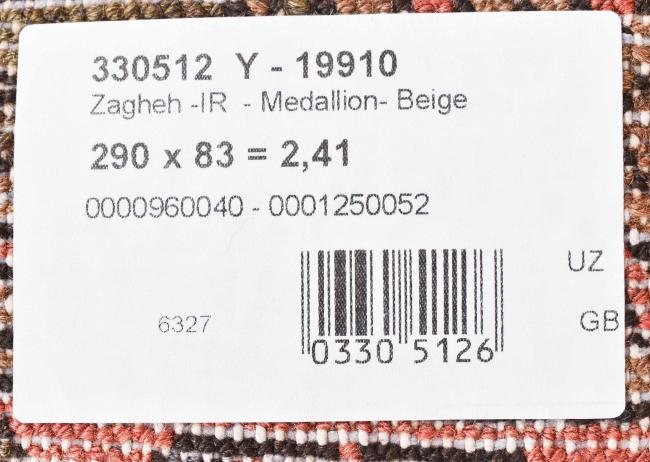 330512 Y - 19910
Zagheh -IR - Medallion- Beige
290 x 83 = 2,41
0000960040 - 0001250052
UZ
6327
GB
0330 5126